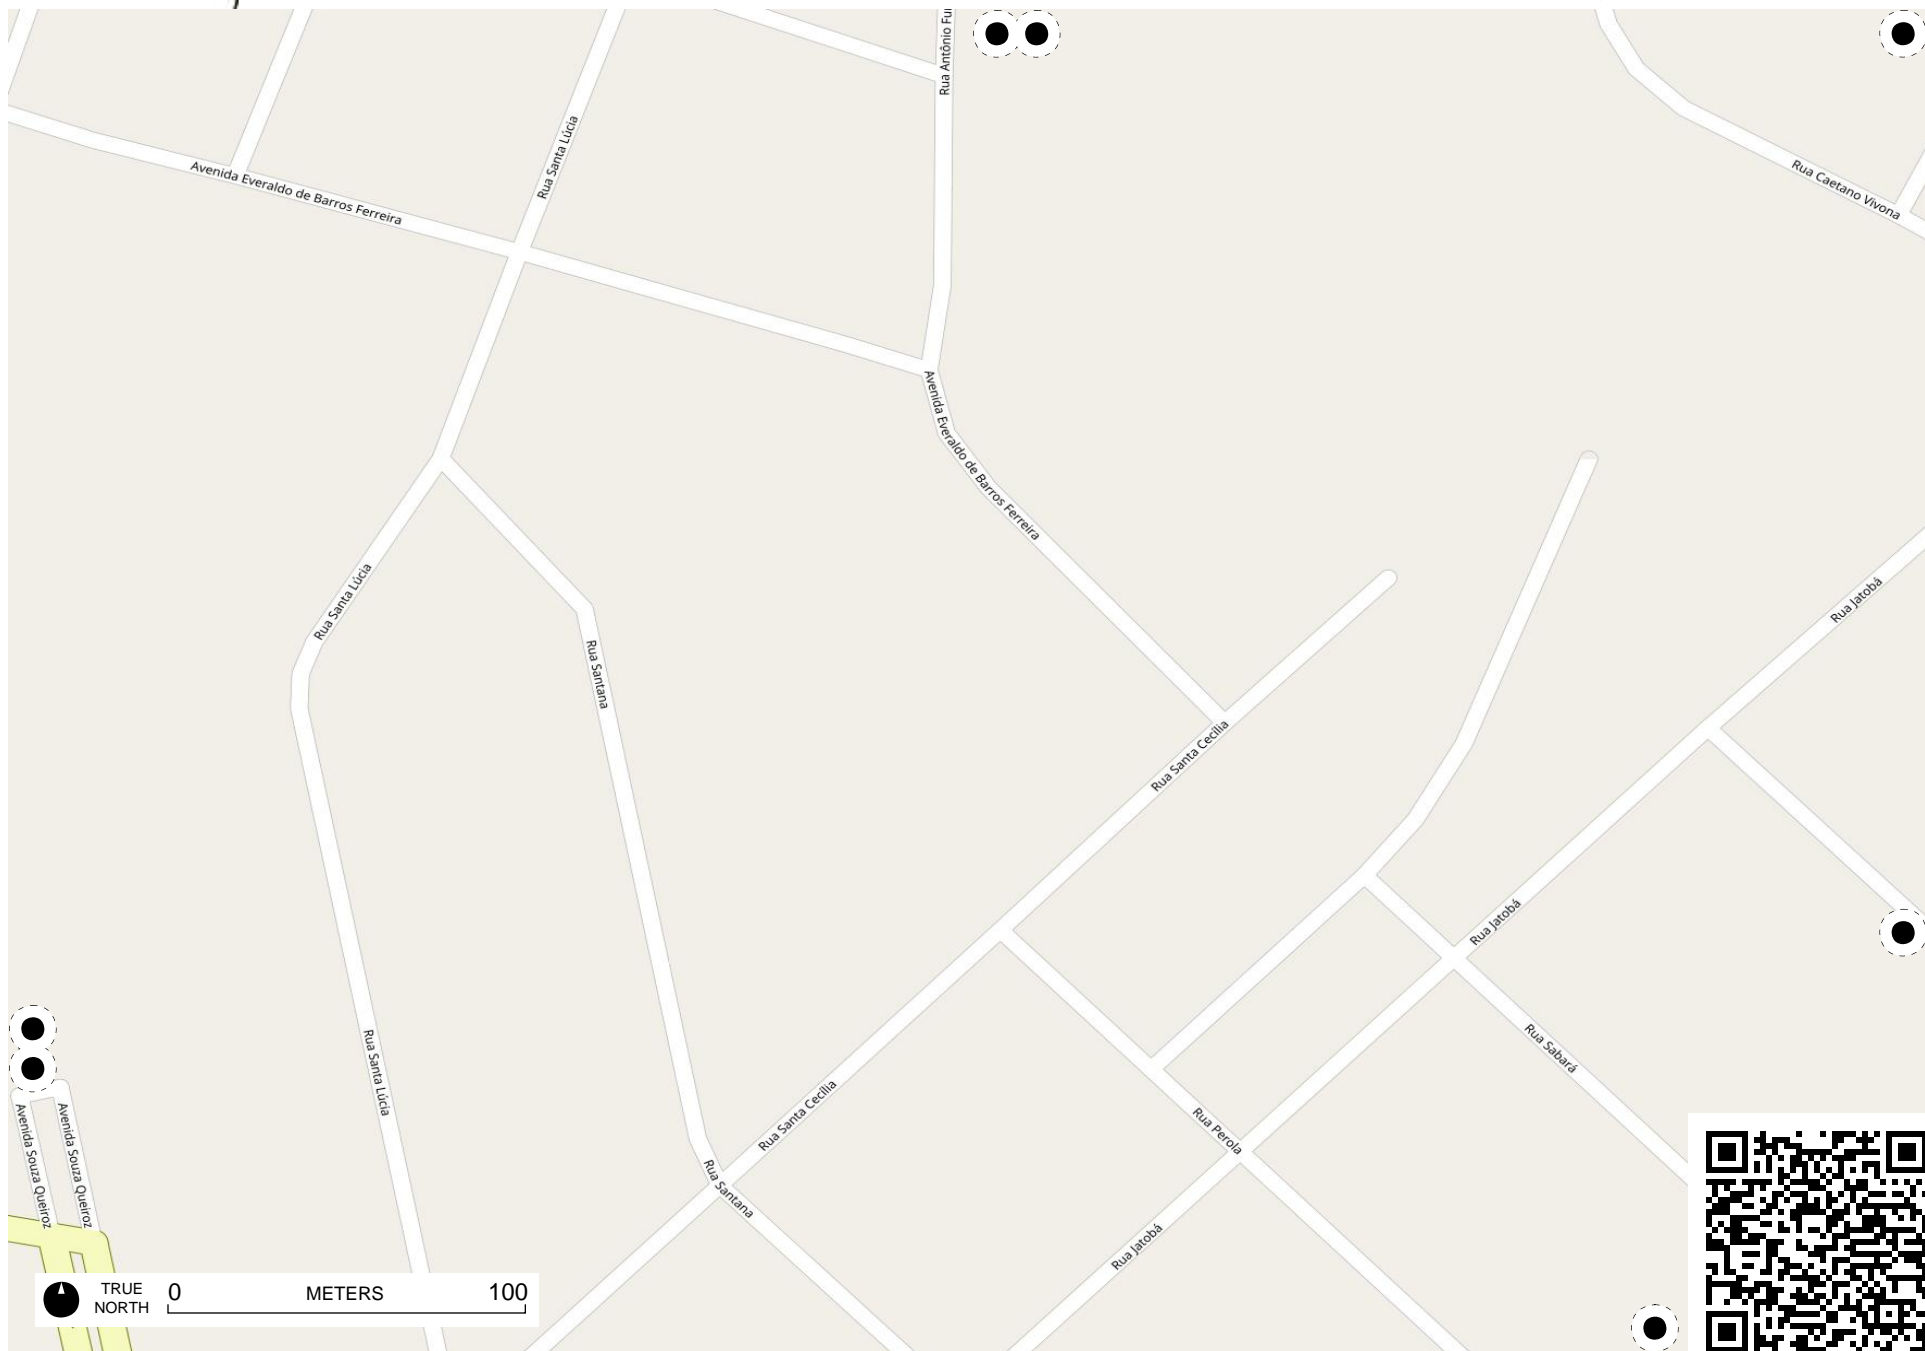 Rua Antônio Fu
Rua Caetano Vivona
Rua Santa Lúcia
Avenida Everaldo de Barros Ferreira
Avenida Everaldo de Barros Ferreira
Rua Santa Lúcia
Rua Jatobá
Rua Santana
Rua Santa Cecília
Rua Jatobá
Rua Santa Lúcia
Rua Sabará
Rua Santa Cecília
Rua Perola
Avenida Souza Queiroz
Avenida Souza Queiroz
Rua Santana
Rua Jatobá
TRUE NORTH
0 METERS 100